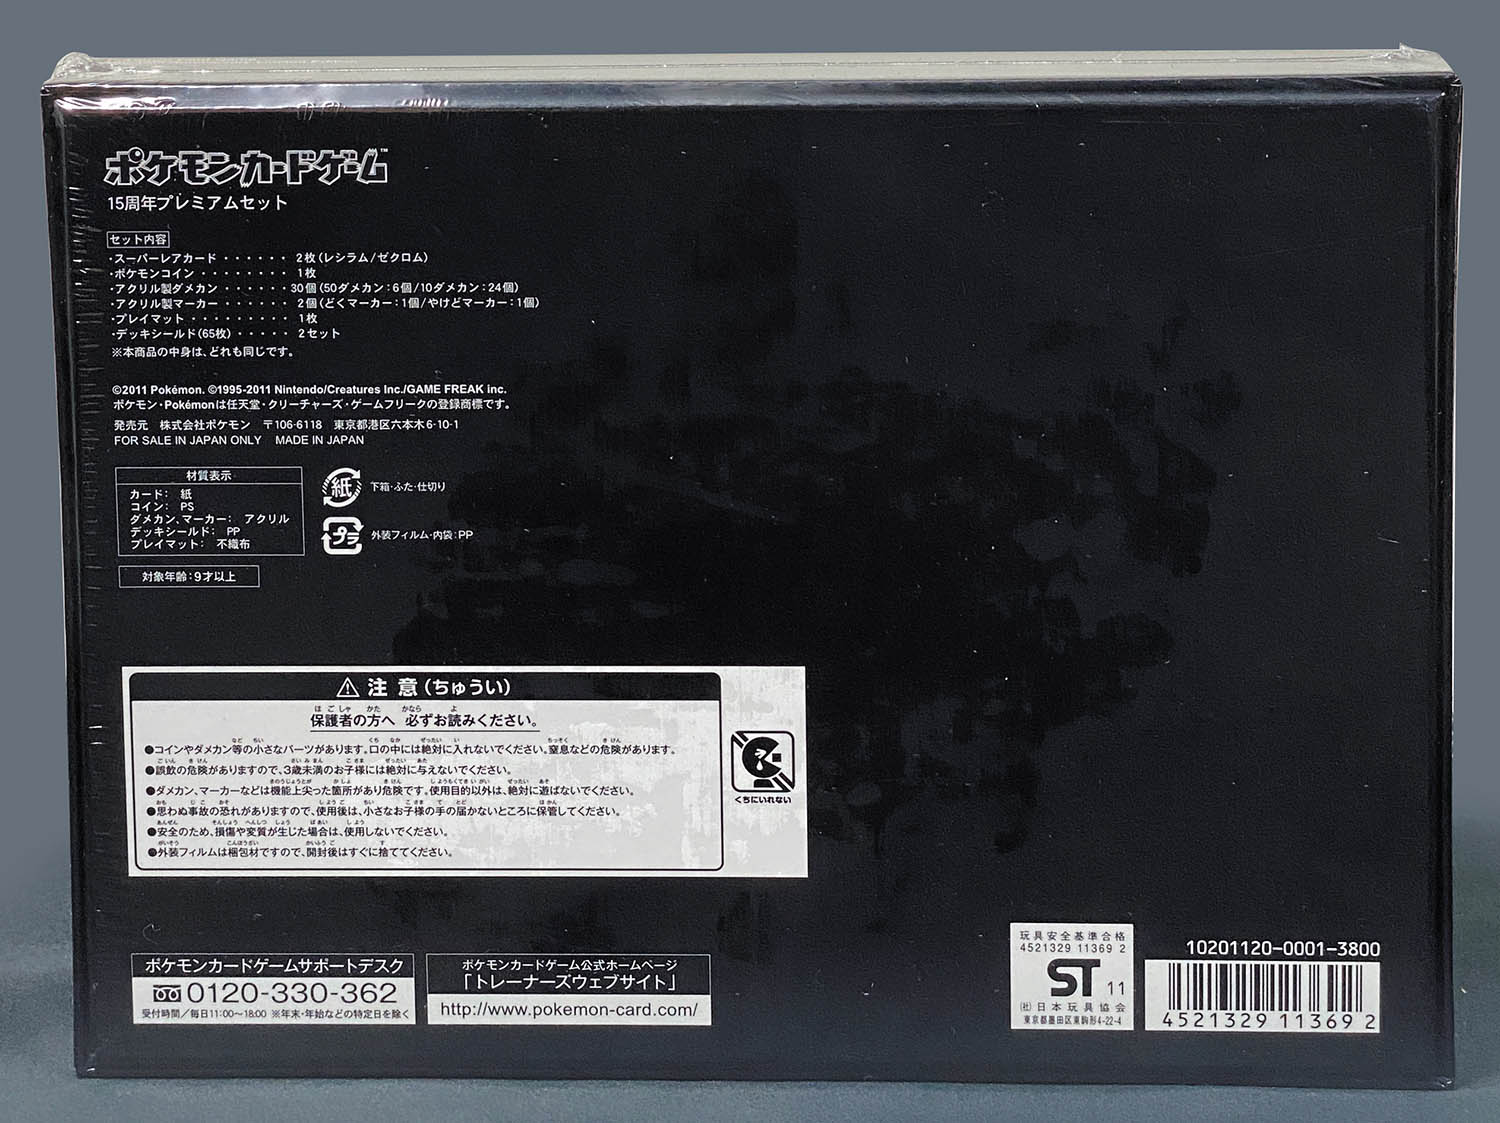 ポケモンカードゲーム™
15周年プレミアムセット
セット内容
・スーパーレアカード・・・・・・ 2枚(レシラム/ゼクロム)
・ポケモンコイン・・・・・・・・ 1枚
・アクリル製ダメカン・・・・・・30個(50ダメカン:6個/10ダメカン:24個)
・アクリル製マーカー・・・・・・ 2個(どくマーカー:1個/やけどマーカー:1個)
・プレイマット・・・・・・・・・ 1枚
・デッキシールド(65枚)・・・・・ 2セット
※本商品の中身は、どれも同じです。
©2011 Pokémon. ©1995-2011 Nintendo/Creatures Inc./GAME FREAK inc.
ポケモン・Pokémonは任天堂・クリーチャーズ・ゲームフリークの登録商標です。
発売元 株式会社ポケモン 〒106-6118 東京都港区六本木6-10-1
FOR SALE IN JAPAN ONLY MADE IN JAPAN
材質表示
カード: 紙
コイン: PS
ダメカン、マーカー: アクリル
デッキシールド: PP
プレイマット: 不織布
紙 下箱・ふた・仕切り
プラ 外装フィルム・内袋:PP
対象年齢:9才以上
⚠ 注意(ちゅうい)
保護者の方へ 必ずお読みください。
●コインやダメカン等の小さなパーツがあります。口の中には絶対に入れないでください。窒息などの危険があります。
●誤飲の危険がありますので、3歳未満のお子様には絶対に与えないでください。
●ダメカン、マーカーなどは機能上尖った箇所があり危険です。使用目的以外は、絶対に遊ばないでください。
●思わぬ事故の恐れがありますので、使用後は、小さなお子様の手の届かないところに保管してください。
●安全のため、損傷や変質が生じた場合は、使用しないでください。
●外装フィルムは梱包材ですので、開封後はすぐに捨ててください。
くちにいれない
ポケモンカードゲームサポートデスク
0120-330-362
受付時間/毎日11:00〜18:00 ※年末・年始などの特定日を除く
ポケモンカードゲーム公式ホームページ
「トレーナーズウェブサイト」
http://www.pokemon-card.com/
玩具安全基準合格
4521329 11369 2
ST 11
(社)日本玩具協会
東京都墨田区東駒形4-22-4
10201120-0001-3800
4521329 113692